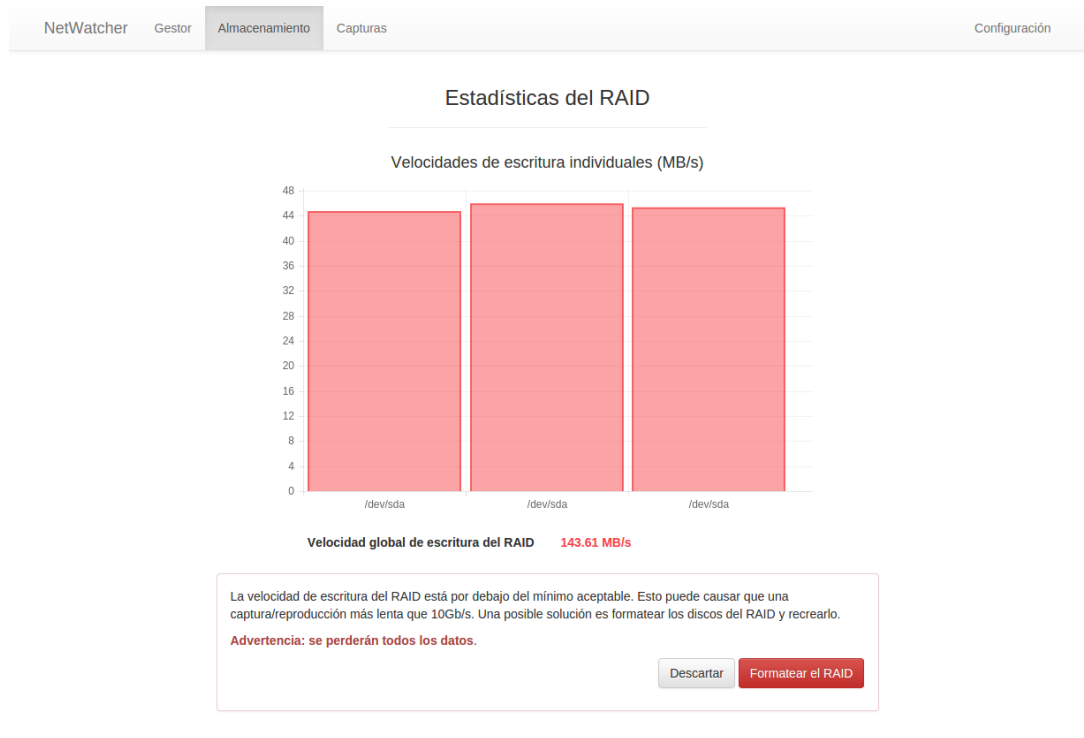 NetWatcher Gestor Almacenamiento Capturas Configuración
Estadísticas del RAID
Velocidades de escritura individuales (MB/s)
48
44
40
36
32
28
24
20
16
12
8
4
0
/dev/sda /dev/sda /dev/sda
Velocidad global de escritura del RAID 143.61 MB/s
La velocidad de escritura del RAID está por debajo del mínimo aceptable. Esto puede causar que una
captura/reproducción más lenta que 10Gb/s. Una posible solución es formatear los discos del RAID y recrearlo.
Advertencia: se perderán todos los datos.
Descartar Formatear el RAID